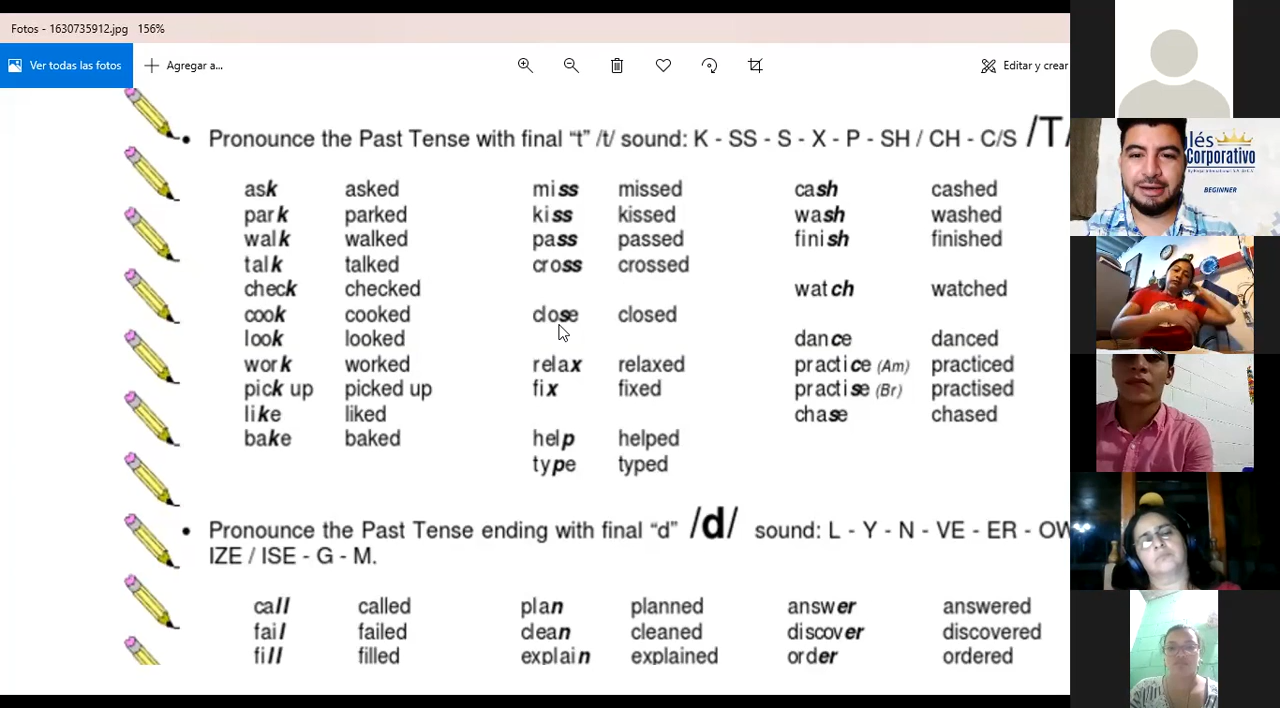 Fotos - 1630735912.jpg 156%
Ver todas las fotos
Agregar a...
Editar y crear
Pronounce the Past Tense with final “t” /t/ sound: K - SS - S - X - P - SH / CH - C/S /T/
ask asked miss missed cash cashed
park parked kiss kissed wash washed
walk walked pass passed finish finished
talk talked cross crossed
check checked watch watched
cook cooked close closed
look looked dance danced
work worked relax relaxed practice (Am) practiced
pick up picked up fix fixed practise (Br) practised
like liked chase chased
bake baked help helped
type typed
Pronounce the Past Tense ending with final “d” /d/ sound: L - Y - N - VE - ER - OW
IZE / ISE - G - M.
call called plan planned answer answered
fail failed clean cleaned discover discovered
fill filled explain explained order ordered
lés
Corporativo
BEGINNER